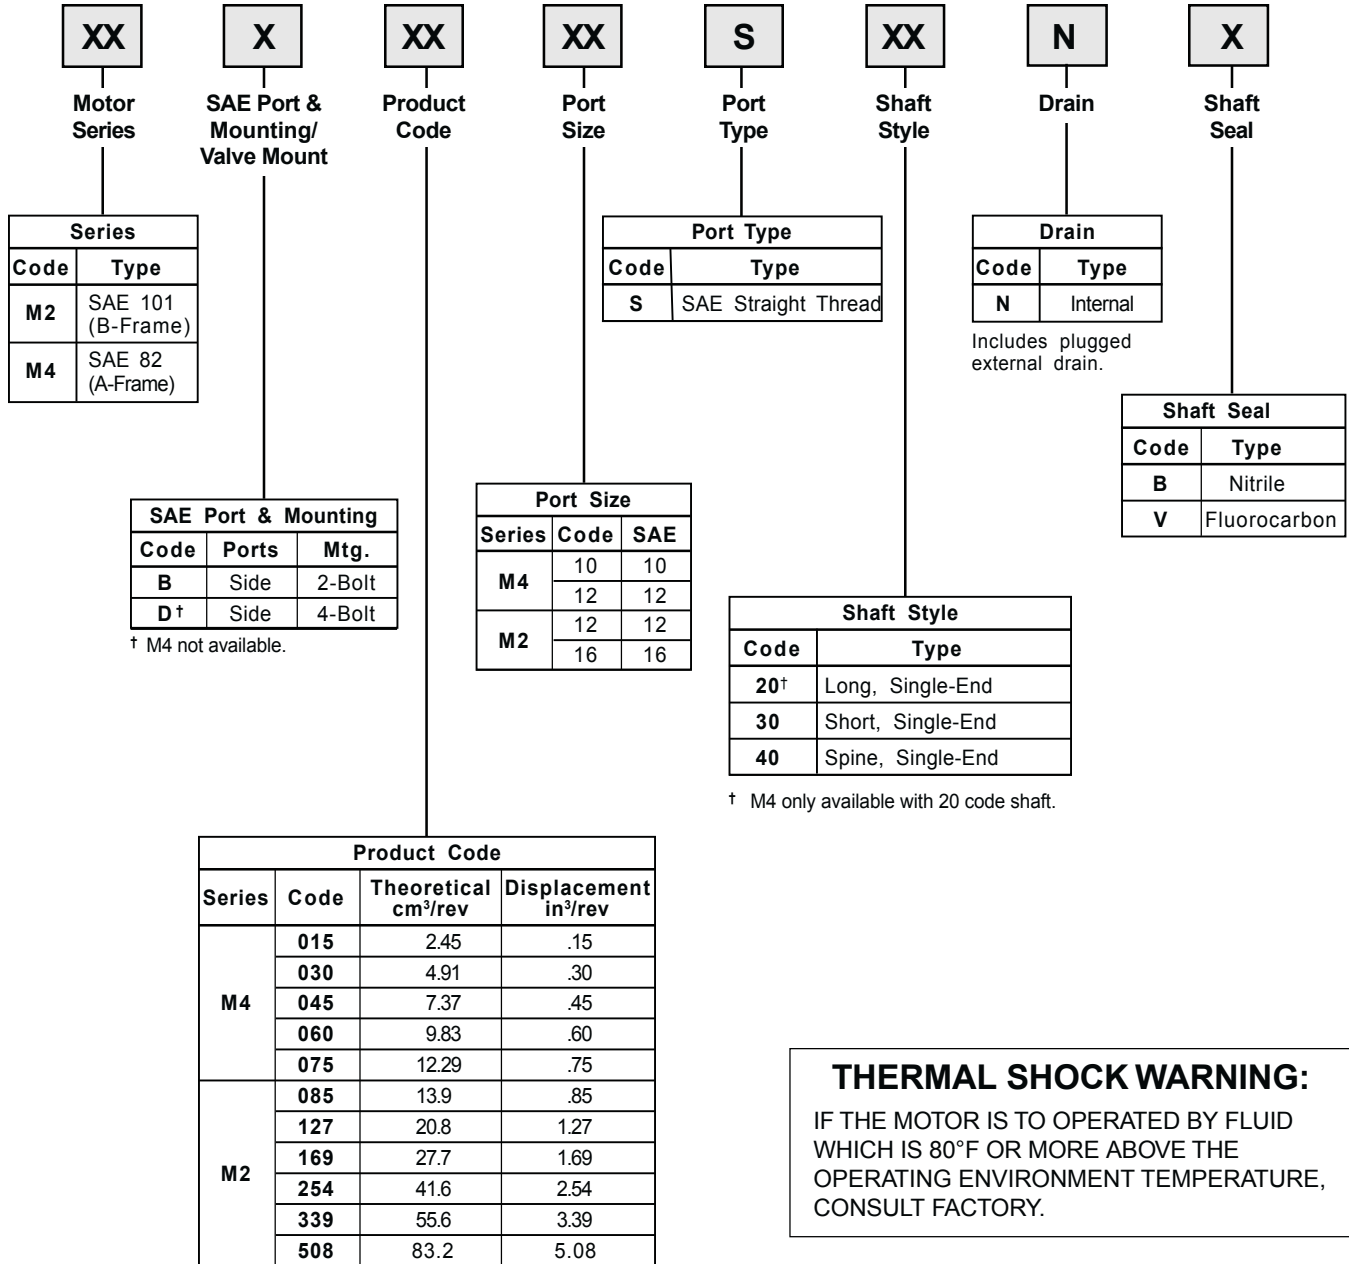 XX X XX XX S XX N X
Motor Series
SAE Port & Mounting/ Valve Mount
Product Code
Port Size
Port Type
Shaft Style
Drain
Shaft Seal
Series
Code Type
M2 SAE 101 (B-Frame)
M4 SAE 82 (A-Frame)
Port Type
Code Type
S SAE Straight Thread
Drain
Code Type
N Internal
Includes plugged
external drain.
Shaft Seal
Code Type
B Nitrile
V Fluorocarbon
SAE Port & Mounting
Code Ports Mtg.
B Side 2-Bolt
D† Side 4-Bolt
† M4 not available.
Port Size
Series Code SAE
M4 10 10
12 12
M2 12 12
16 16
Shaft Style
Code Type
20† Long, Single-End
30 Short, Single-End
40 Spine, Single-End
† M4 only available with 20 code shaft.
Product Code
Series Code Theoretical cm³/rev Displacement in³/rev
M4 015 2.45 .15
030 4.91 .30
045 7.37 .45
060 9.83 .60
075 12.29 .75
M2 085 13.9 .85
127 20.8 1.27
169 27.7 1.69
254 41.6 2.54
339 55.6 3.39
508 83.2 5.08
THERMAL SHOCK WARNING:
IF THE MOTOR IS TO OPERATED BY FLUID
WHICH IS 80°F OR MORE ABOVE THE
OPERATING ENVIRONMENT TEMPERATURE,
CONSULT FACTORY.